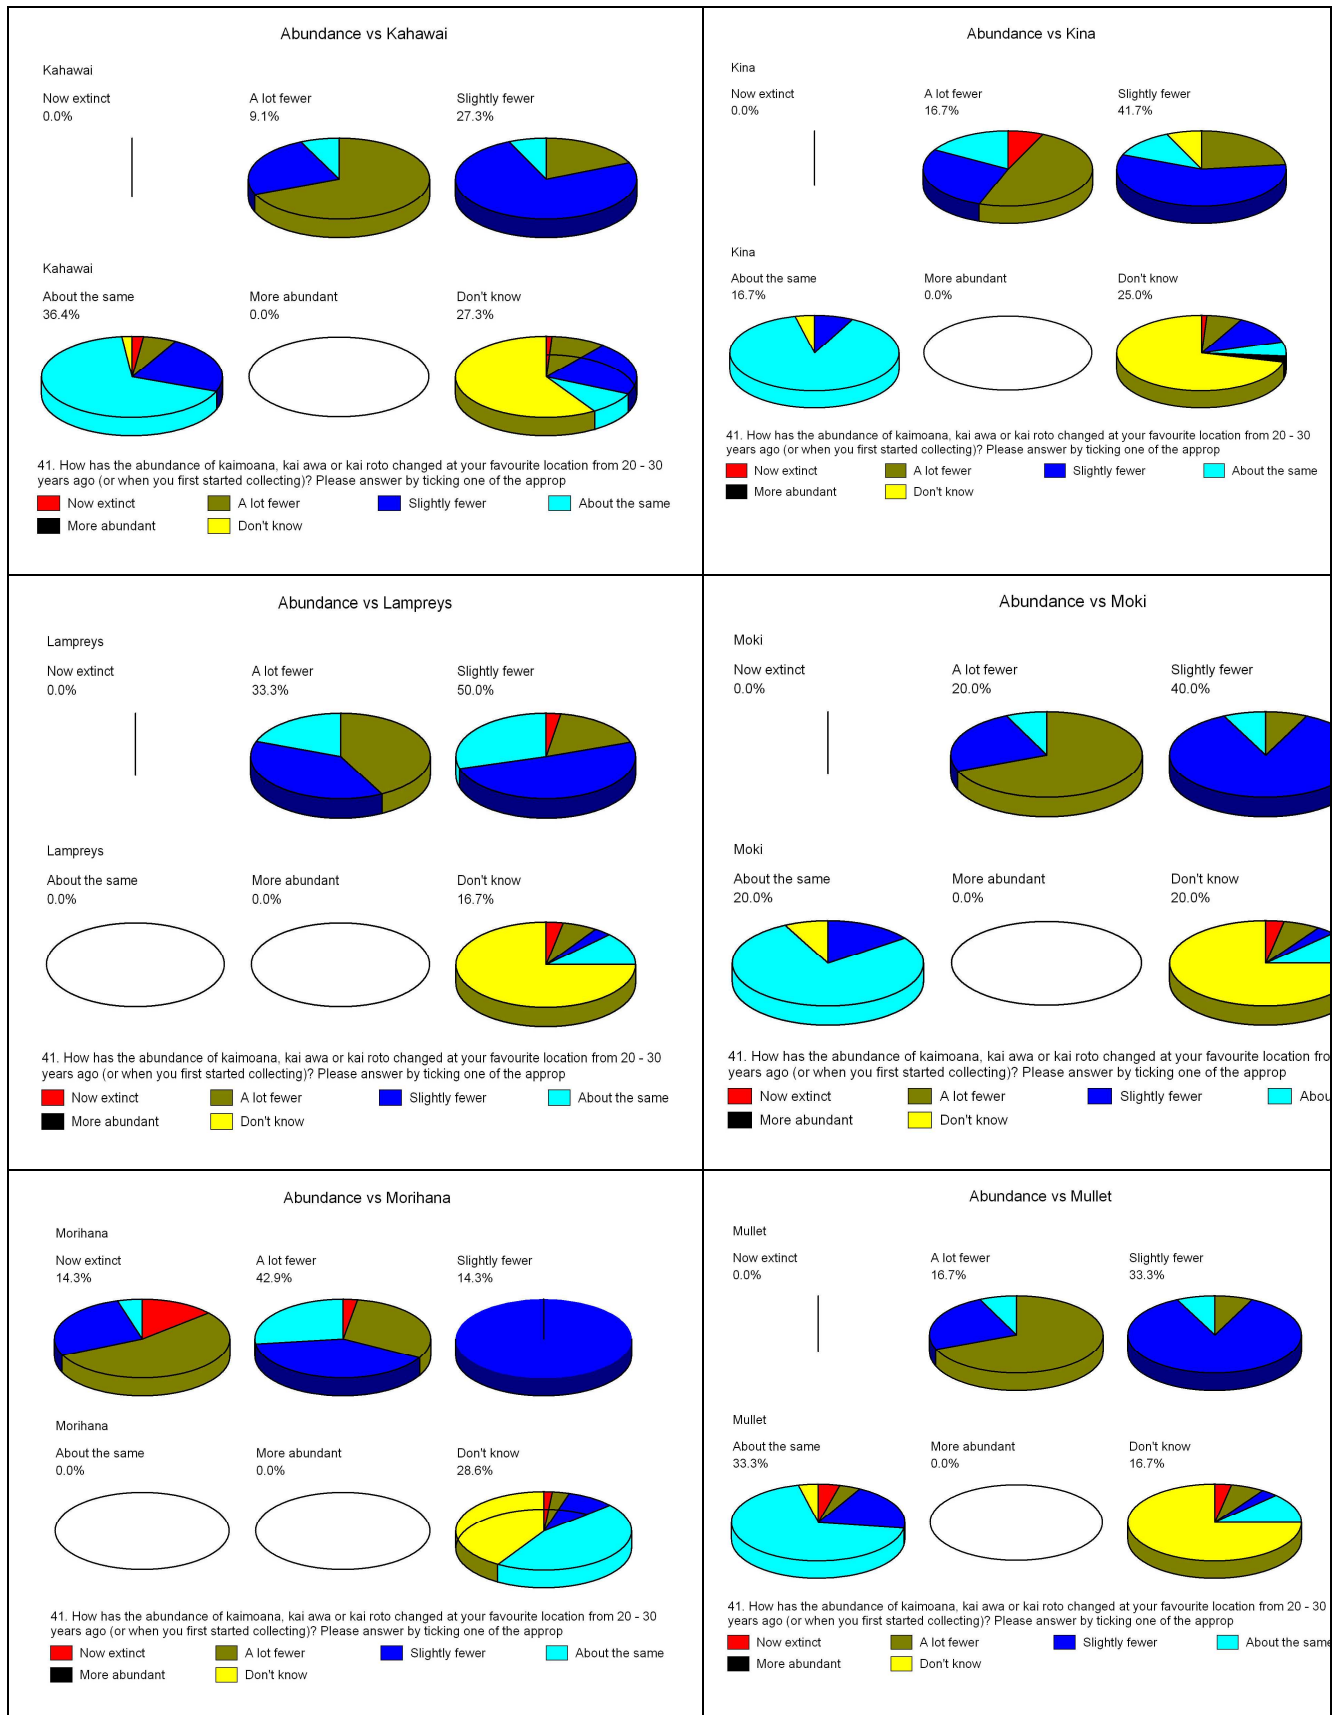 Abundance vs Kahawai
Kahawai
Now extinct A lot fewer Slightly fewer
0.0% 9.1% 27.3%
Kahawai
About the same More abundant Don't know
36.4% 0.0% 27.3%
41. How has the abundance of kaimoana, kai awa or kai roto changed at your favourite location from 20 - 30
years ago (or when you first started collecting)? Please answer by ticking one of the approp
Now extinct A lot fewer Slightly fewer About the same
More abundant Don't know
Abundance vs Kina
Kina
Now extinct A lot fewer Slightly fewer
0.0% 16.7% 41.7%
Kina
About the same More abundant Don't know
16.7% 0.0% 25.0%
41. How has the abundance of kaimoana, kai awa or kai roto changed at your favourite location from 20 - 30
years ago (or when you first started collecting)? Please answer by ticking one of the approp
Now extinct A lot fewer Slightly fewer About the same
More abundant Don't know
Abundance vs Lampreys
Lampreys
Now extinct A lot fewer Slightly fewer
0.0% 33.3% 50.0%
Lampreys
About the same More abundant Don't know
0.0% 0.0% 16.7%
41. How has the abundance of kaimoana, kai awa or kai roto changed at your favourite location from 20 - 30
years ago (or when you first started collecting)? Please answer by ticking one of the approp
Now extinct A lot fewer Slightly fewer About the same
More abundant Don't know
Abundance vs Moki
Moki
Now extinct A lot fewer Slightly fewer
0.0% 20.0% 40.0%
Moki
About the same More abundant Don't know
20.0% 0.0% 20.0%
41. How has the abundance of kaimoana, kai awa or kai roto changed at your favourite location fro
years ago (or when you first started collecting)? Please answer by ticking one of the approp
Now extinct A lot fewer Slightly fewer Abou
More abundant Don't know
Abundance vs Morihana
Morihana
Now extinct A lot fewer Slightly fewer
14.3% 42.9% 14.3%
Morihana
About the same More abundant Don't know
0.0% 0.0% 28.6%
41. How has the abundance of kaimoana, kai awa or kai roto changed at your favourite location from 20 - 30
years ago (or when you first started collecting)? Please answer by ticking one of the approp
Now extinct A lot fewer Slightly fewer About the same
More abundant Don't know
Abundance vs Mullet
Mullet
Now extinct A lot fewer Slightly fewer
0.0% 16.7% 33.3%
Mullet
About the same More abundant Don't know
33.3% 0.0% 16.7%
41. How has the abundance of kaimoana, kai awa or kai roto changed at your favourite location from 20 - 30
years ago (or when you first started collecting)? Please answer by ticking one of the approp
Now extinct A lot fewer Slightly fewer About the same
More abundant Don't know